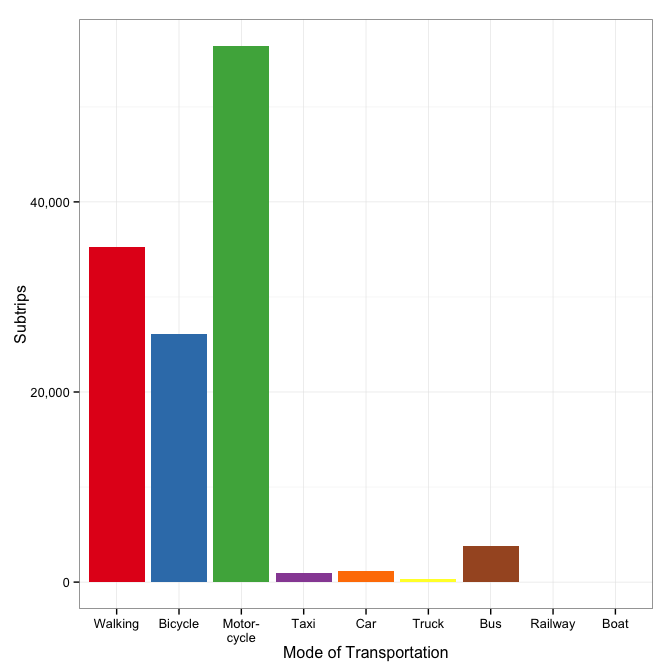 40,000
20,000
0
Subtrips
Walking Bicycle Motor- Taxi Car Truck Bus Railway Boat
cycle
Mode of Transportation